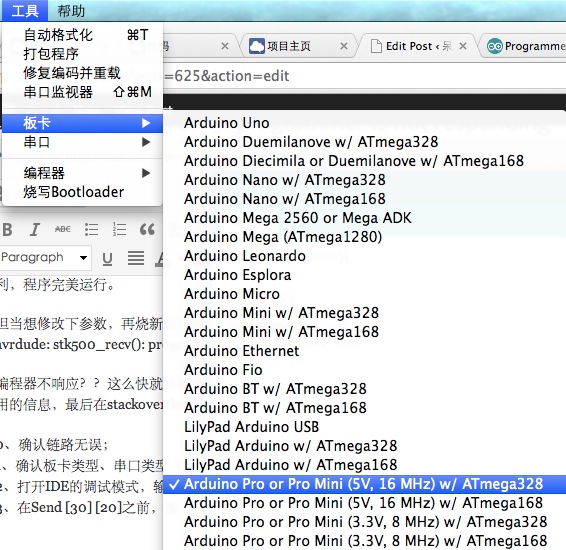 工具 帮助
自动格式化 ⌘T
打包程序
修复编码并重载
串口监视器 ⇧⌘M
板卡
串口
编程器
烧写Bootloader
码
项目主页
Edit Post ‹
Programme
=625&action=edit
Arduino Uno
Arduino Duemilanove w/ ATmega328
Arduino Diecimila or Duemilanove w/ ATmega168
Arduino Nano w/ ATmega328
Arduino Nano w/ ATmega168
Arduino Mega 2560 or Mega ADK
Arduino Mega (ATmega1280)
Arduino Leonardo
Arduino Esplora
Arduino Micro
Arduino Mini w/ ATmega328
Arduino Mini w/ ATmega168
Arduino Ethernet
Arduino Fio
Arduino BT w/ ATmega328
Arduino BT w/ ATmega168
LilyPad Arduino USB
LilyPad Arduino w/ ATmega328
LilyPad Arduino w/ ATmega168
✓ Arduino Pro or Pro Mini (5V, 16 MHz) w/ ATmega328
Arduino Pro or Pro Mini (5V, 16 MHz) w/ ATmega168
Arduino Pro or Pro Mini (3.3V, 8 MHz) w/ ATmega328
Arduino Pro or Pro Mini (3.3V, 8 MHz) w/ ATmega168
B I ABC
Paragraph U A
利，程序完美运行。
但当想修改下参数，再烧新
avrdude: stk500_recv(): pro
编程器不响应？？这么快就
用的信息，最后在stackover
0、确认链路无误；
1、确认板卡类型、串口类型
2、打开IDE的调试模式，输
3、在Send [30] [20]之前，